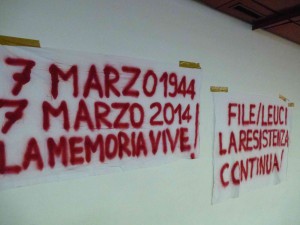 7 MARZO 1944
7 MARZO 2014
LA MEMORIA VIVE!
FILE/LEUCI
LA RESISTENZA
CONTINUA!